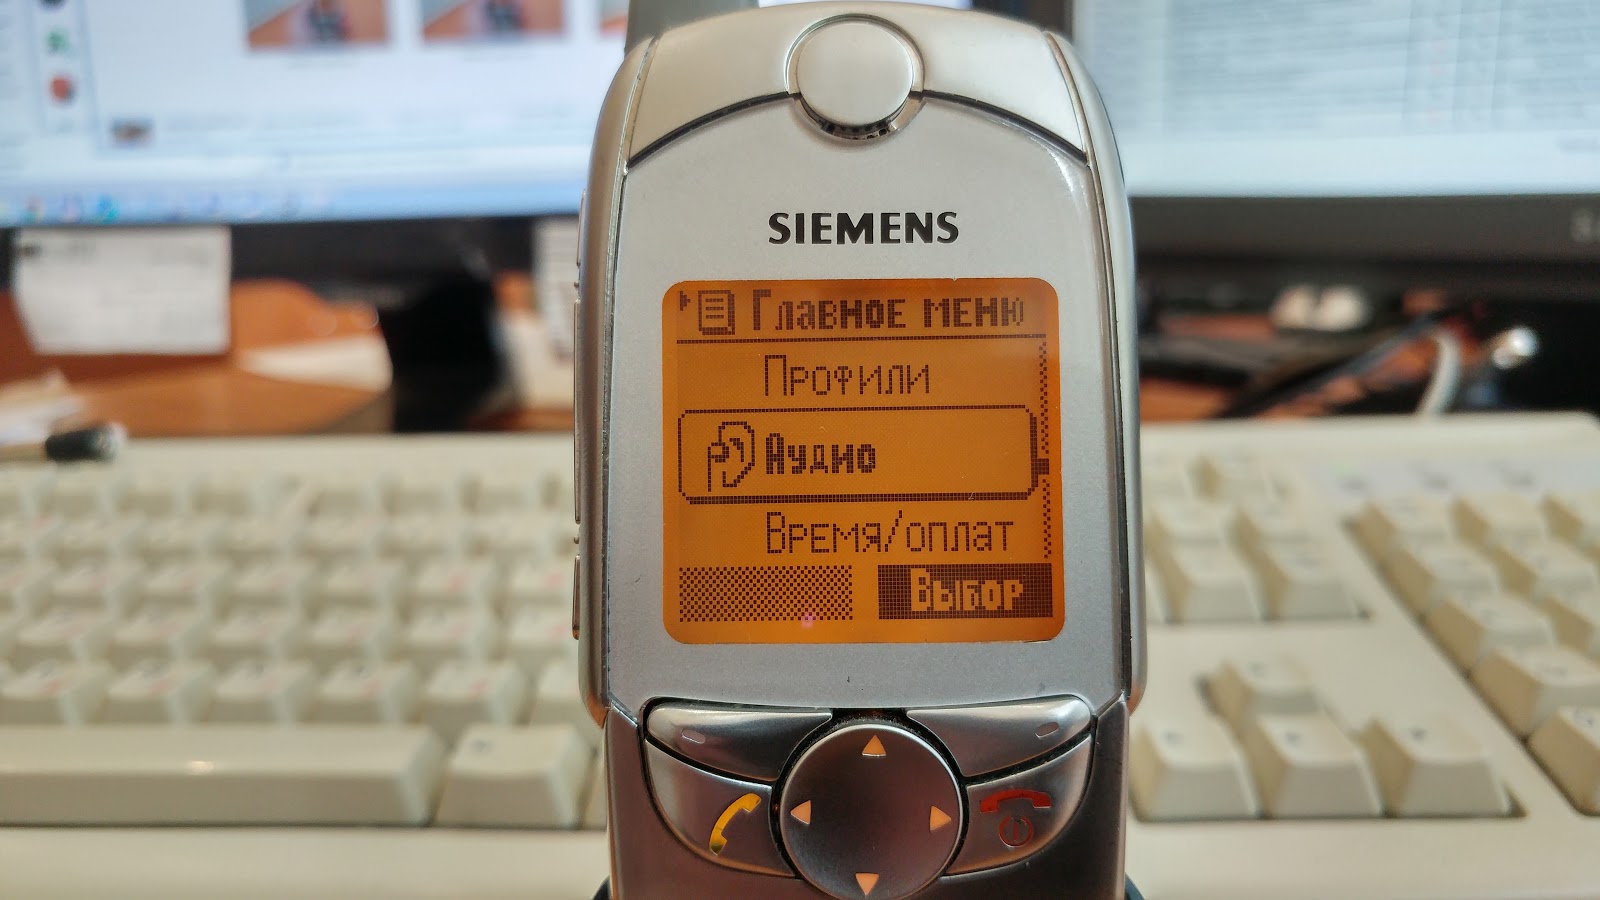 SIEMENS
Главное меню
Профили
Аудио
Время/оплат
Выбор